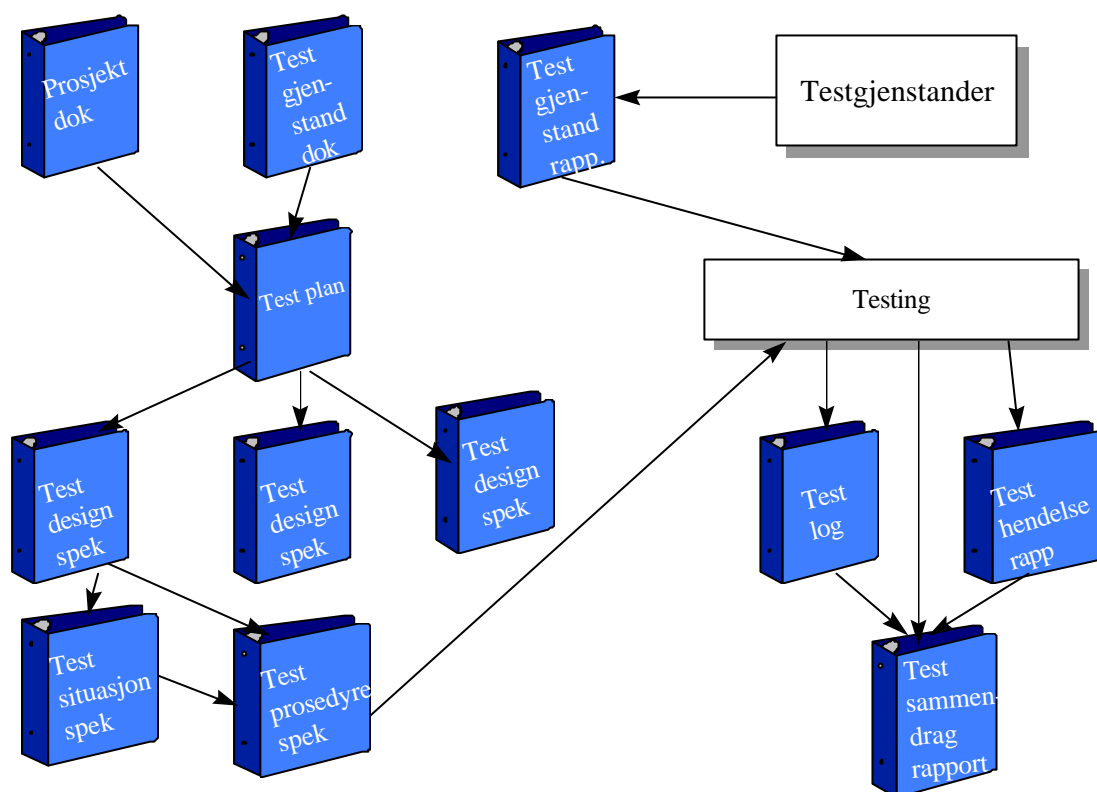 Prosjekt
dok
Test
gjen-
stand
dok
Test
gjen-
stand
rapp.
Testgjenstander
Test plan
Testing
Test
design
spek
Test
design
spek
Test
design
spek
Test
log
Test
hendelse
rapp
Test
situasjon
spek
Test
prosedyre
spek
Test
sammen-
drag
rapport